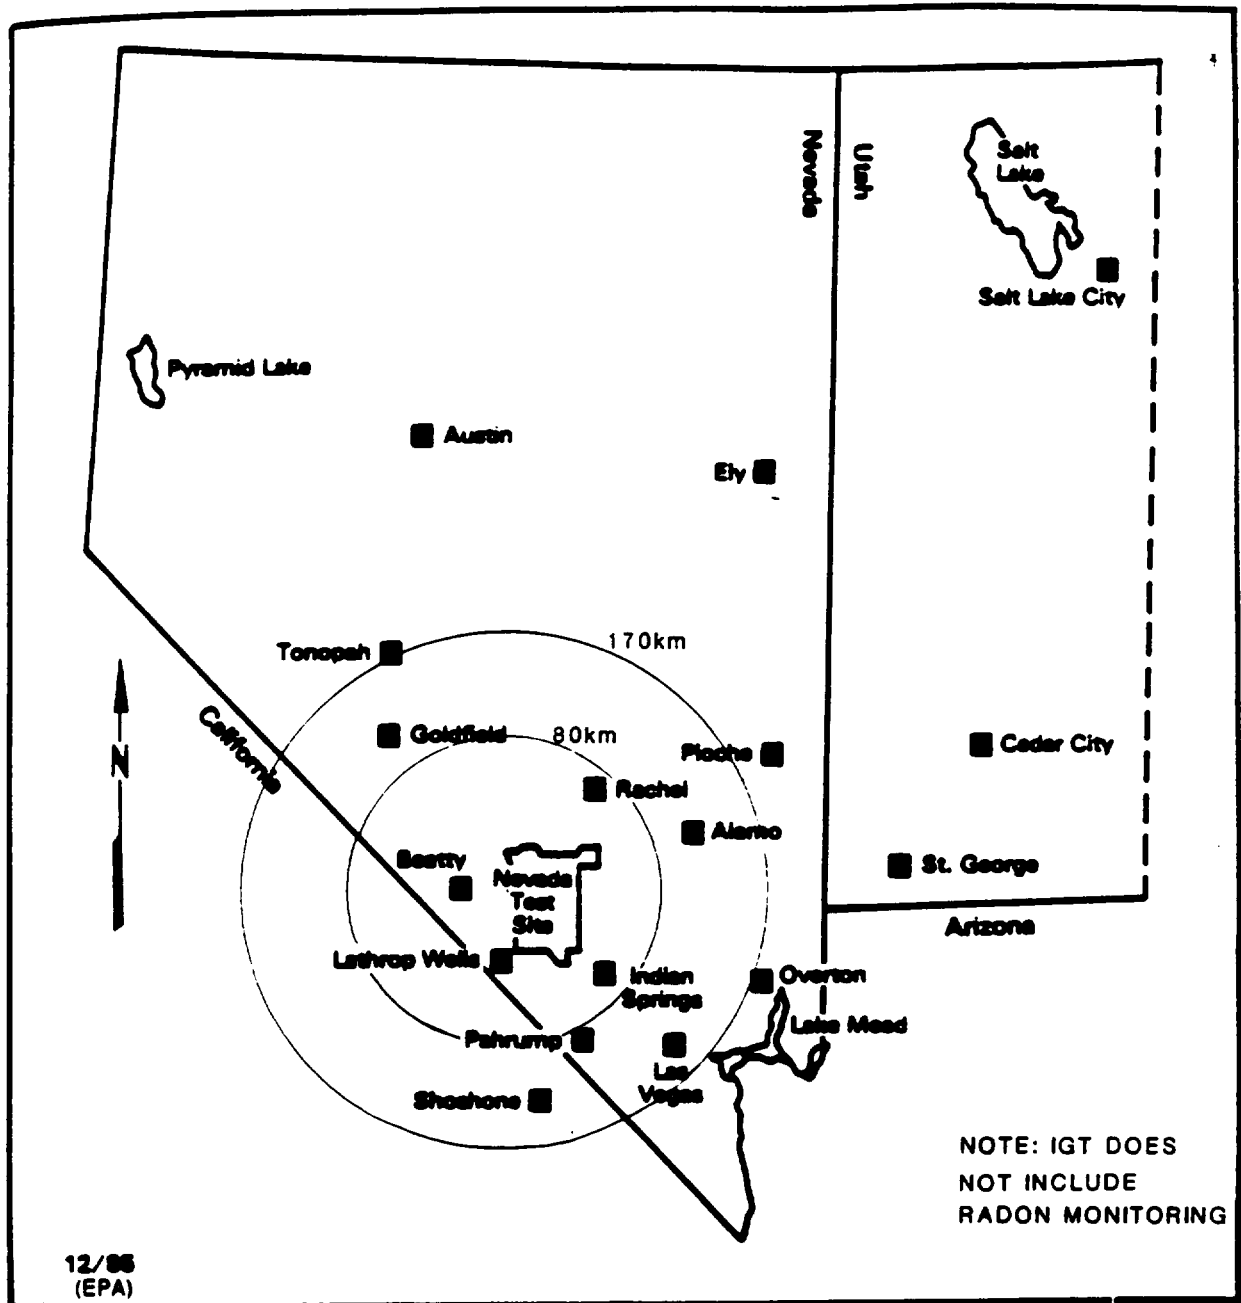 Nevada
Utah
Salt
Lake
Salt Lake City
Pyramid Lake
Austin
Ely
170km
Tonopah
California
N
Goldfield
80km
Pioche
Cedar City
Rachel
Alamo
Beatty
Nevada
Test
Site
St. George
Arizona
Lathrop Wells
Indian
Springs
Overton
Lake Mead
Pahrump
Las
Vegas
Shoshone
NOTE: IGT DOES
NOT INCLUDE
RADON MONITORING
(EPA)